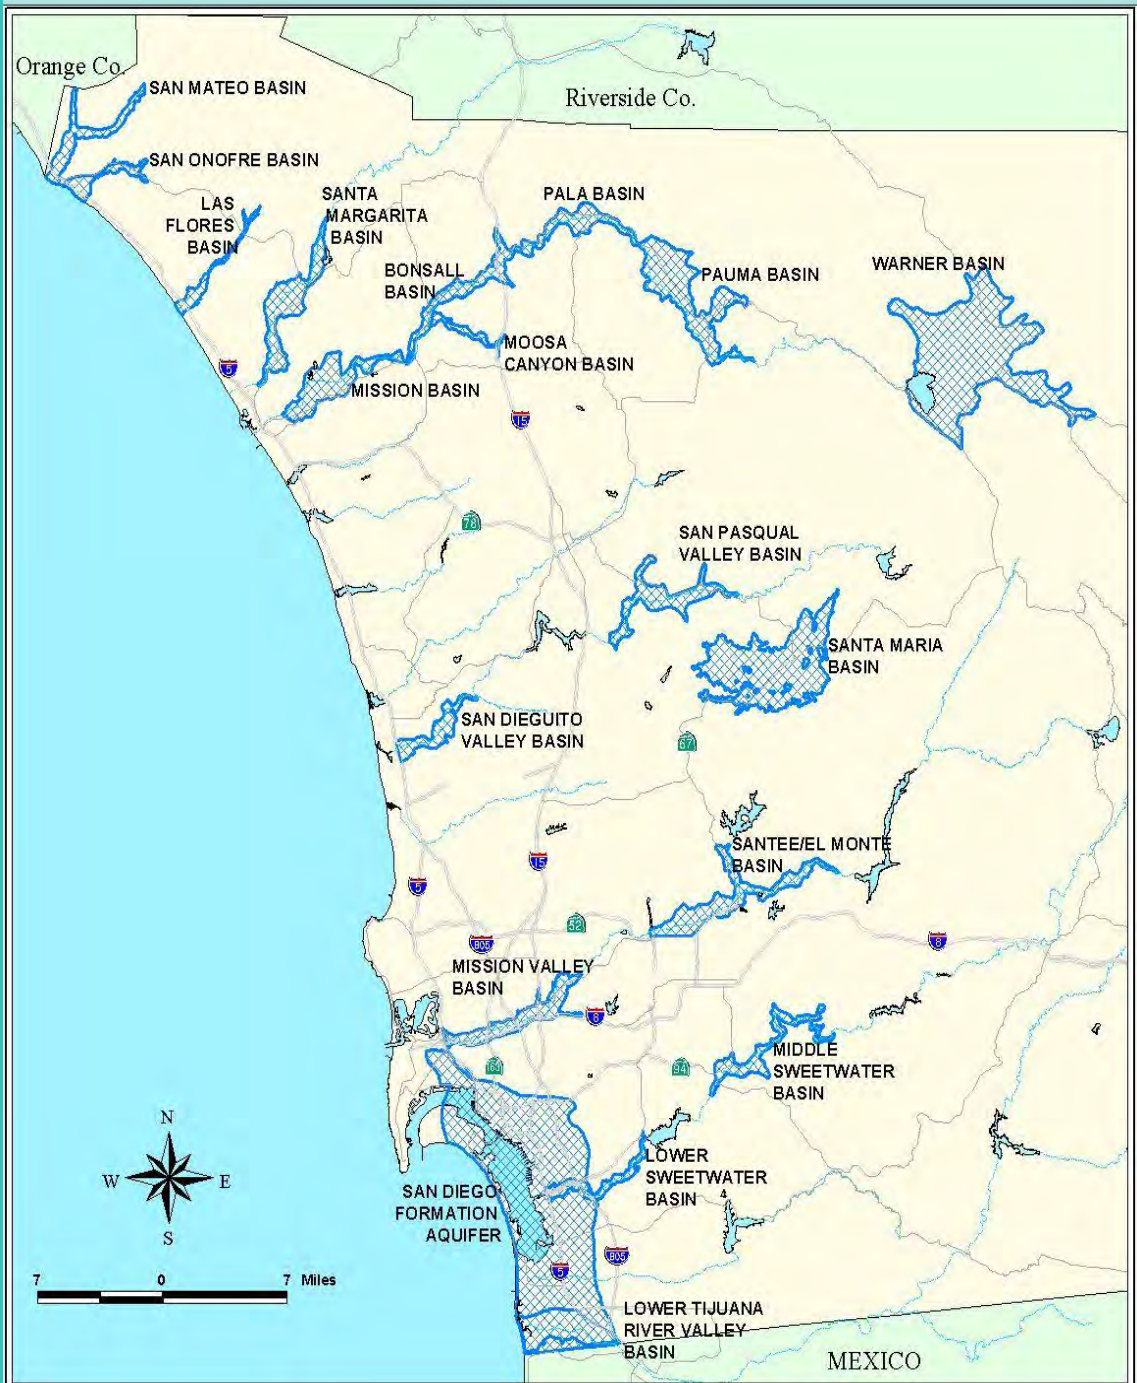 Orange Co.
SAN MATEO BASIN
Riverside Co.
SAN ONOFRE BASIN
LAS
FLORES
BASIN
SANTA
MARGARITA
BASIN
PALA BASIN
BONSALL
BASIN
PAUMA BASIN
WARNER BASIN
MOOSA
CANYON BASIN
MISSION BASIN
5
15
78
SAN PASQUAL
VALLEY BASIN
SANTA MARIA
BASIN
SAN DIEGUITO
VALLEY BASIN
67
SANTEE/EL MONTE
BASIN
15
5
52
805
8
MISSION VALLEY
BASIN
8
MIDDLE
SWEETWATER
BASIN
163
94
N
W E
S
LOWER
SWEETWATER
BASIN
SAN DIEGO
FORMATION
AQUIFER
805
5
7 0 7 Miles
LOWER TIJUANA
RIVER VALLEY
BASIN
MEXICO